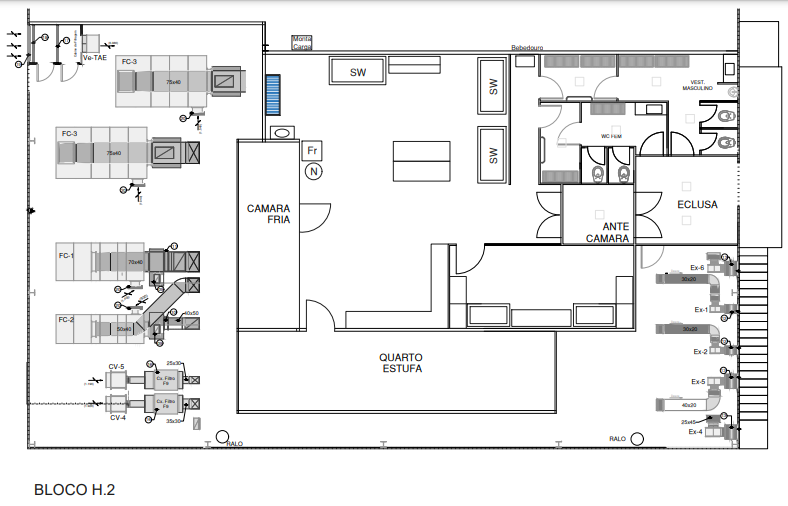 Monta
Carga
Bebedouro
Ve-TAE
FC-3
75x40
SW
SW
VEST.
MASCULINO
WC FEM
FC-3
75x40
Fr
N
SW
CAMARA
FRIA
ECLUSA
ANTE
CAMARA
FC-1
70x40
Ex-6
30x20
Ex-1
FC-2
50x40
40x50
30x20
Ex-2
CV-5
25x30
Cx. Filtro
F9
QUARTO
ESTUFA
Ex-5
Cx. Filtro
F9
40x20
CV-4
35x30
25x45
Ex-4
RALO
RALO
BLOCO H.2